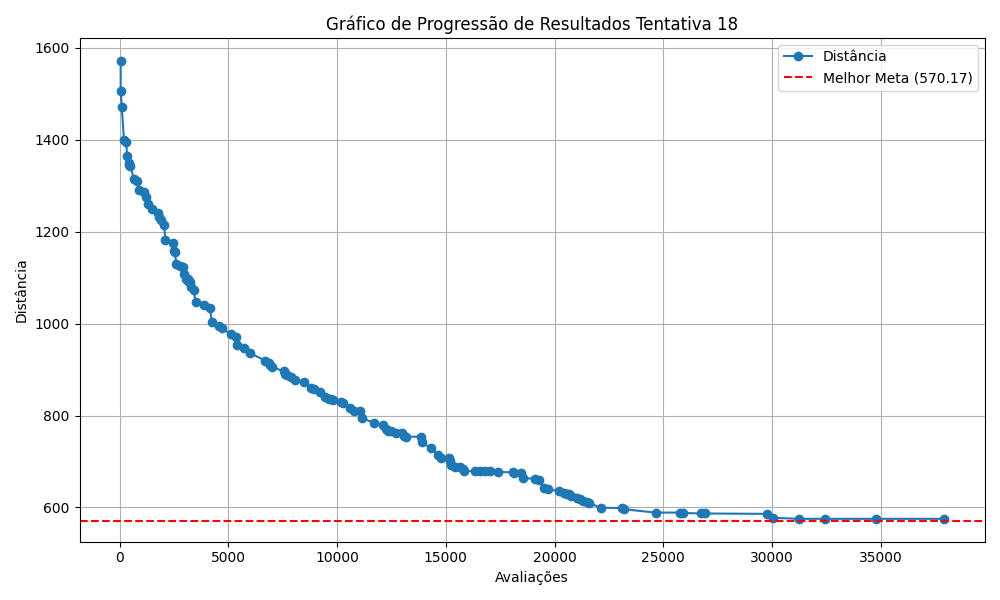 Gráfico de Progressão de Resultados Tentativa 18
Distância
Melhor Meta (570.17)
1600
1400
1200
1000
800
600
Distância
0
5000
10000
15000
20000
25000
30000
35000
Avaliações